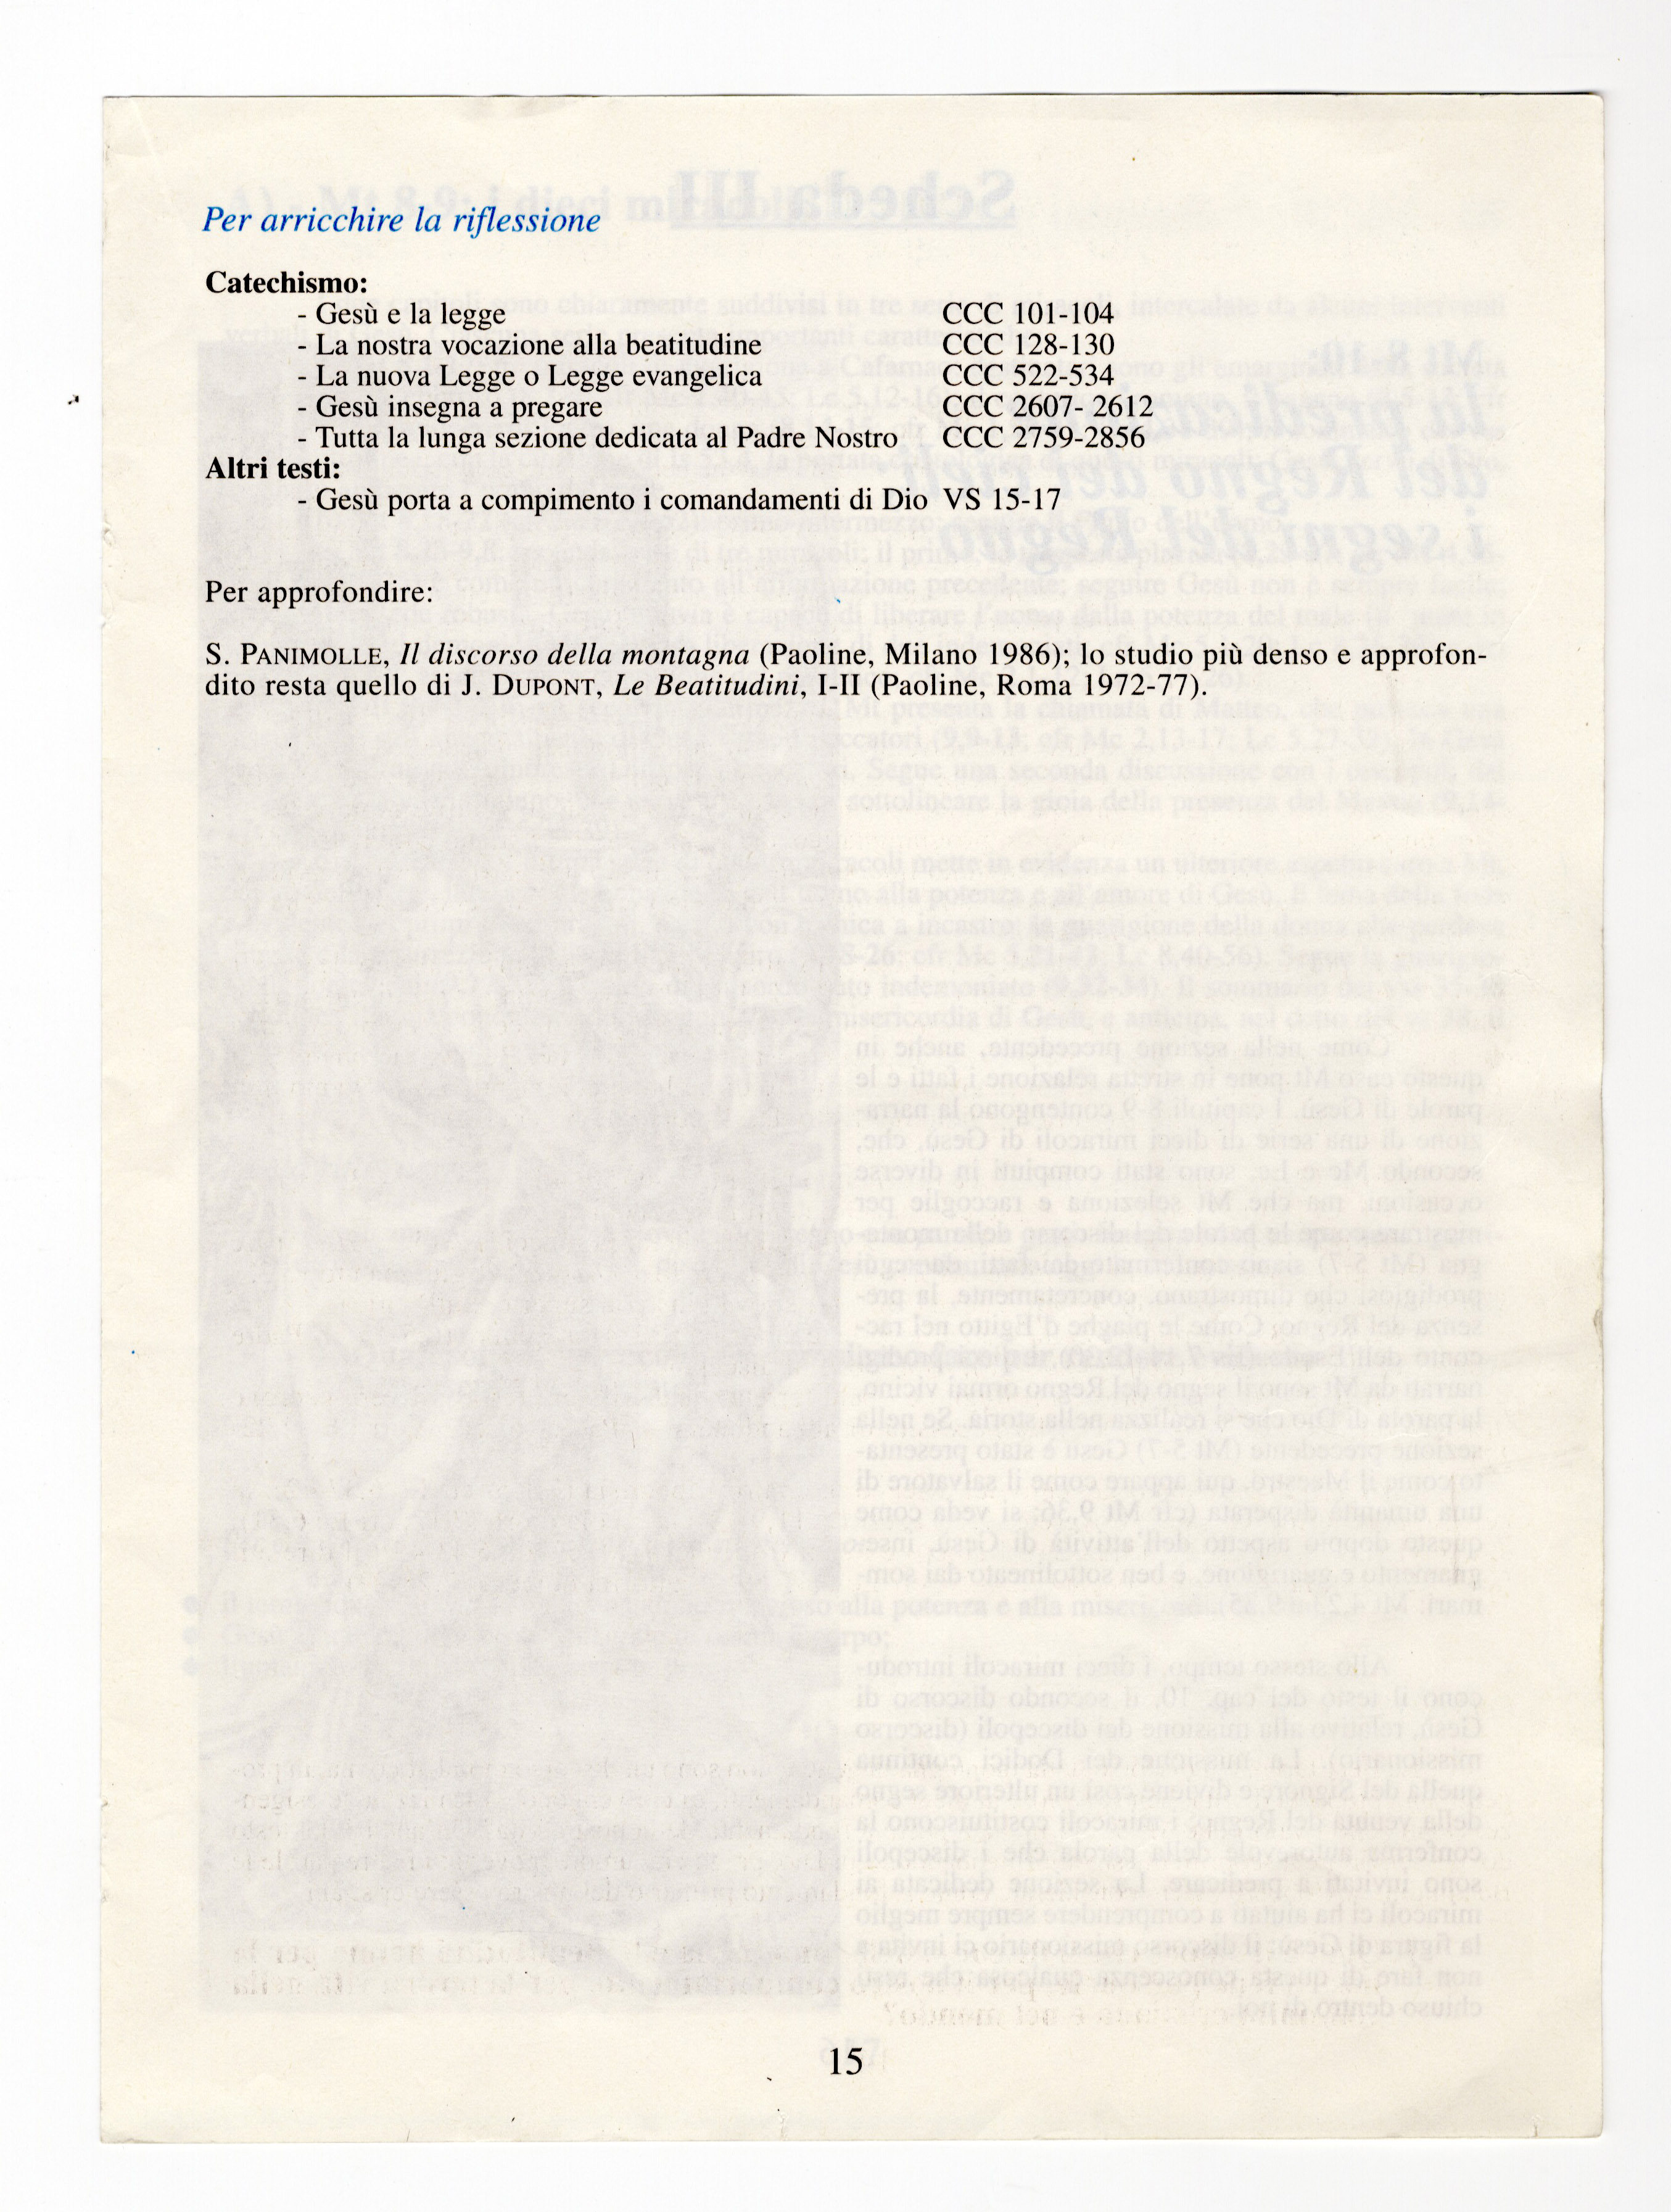 Per arricchire la riflessione
Catechismo:
- Gesù e la legge CCC 101-104
- La nostra vocazione alla beatitudine CCC 128-130
- La nuova Legge o Legge evangelica CCC 522-534
- Gesù insegna a pregare CCC 2607- 2612
- Tutta la lunga sezione dedicata al Padre Nostro CCC 2759-2856
Altri testi:
- Gesù porta a compimento i comandamenti di Dio VS 15-17
Per approfondire:
S. PANIMOLLE, Il discorso della montagna (Paoline, Milano 1986); lo studio più denso e approfon-
dito resta quello di J. DUPONT, Le Beatitudini, I-II (Paoline, Roma 1972-77).
15